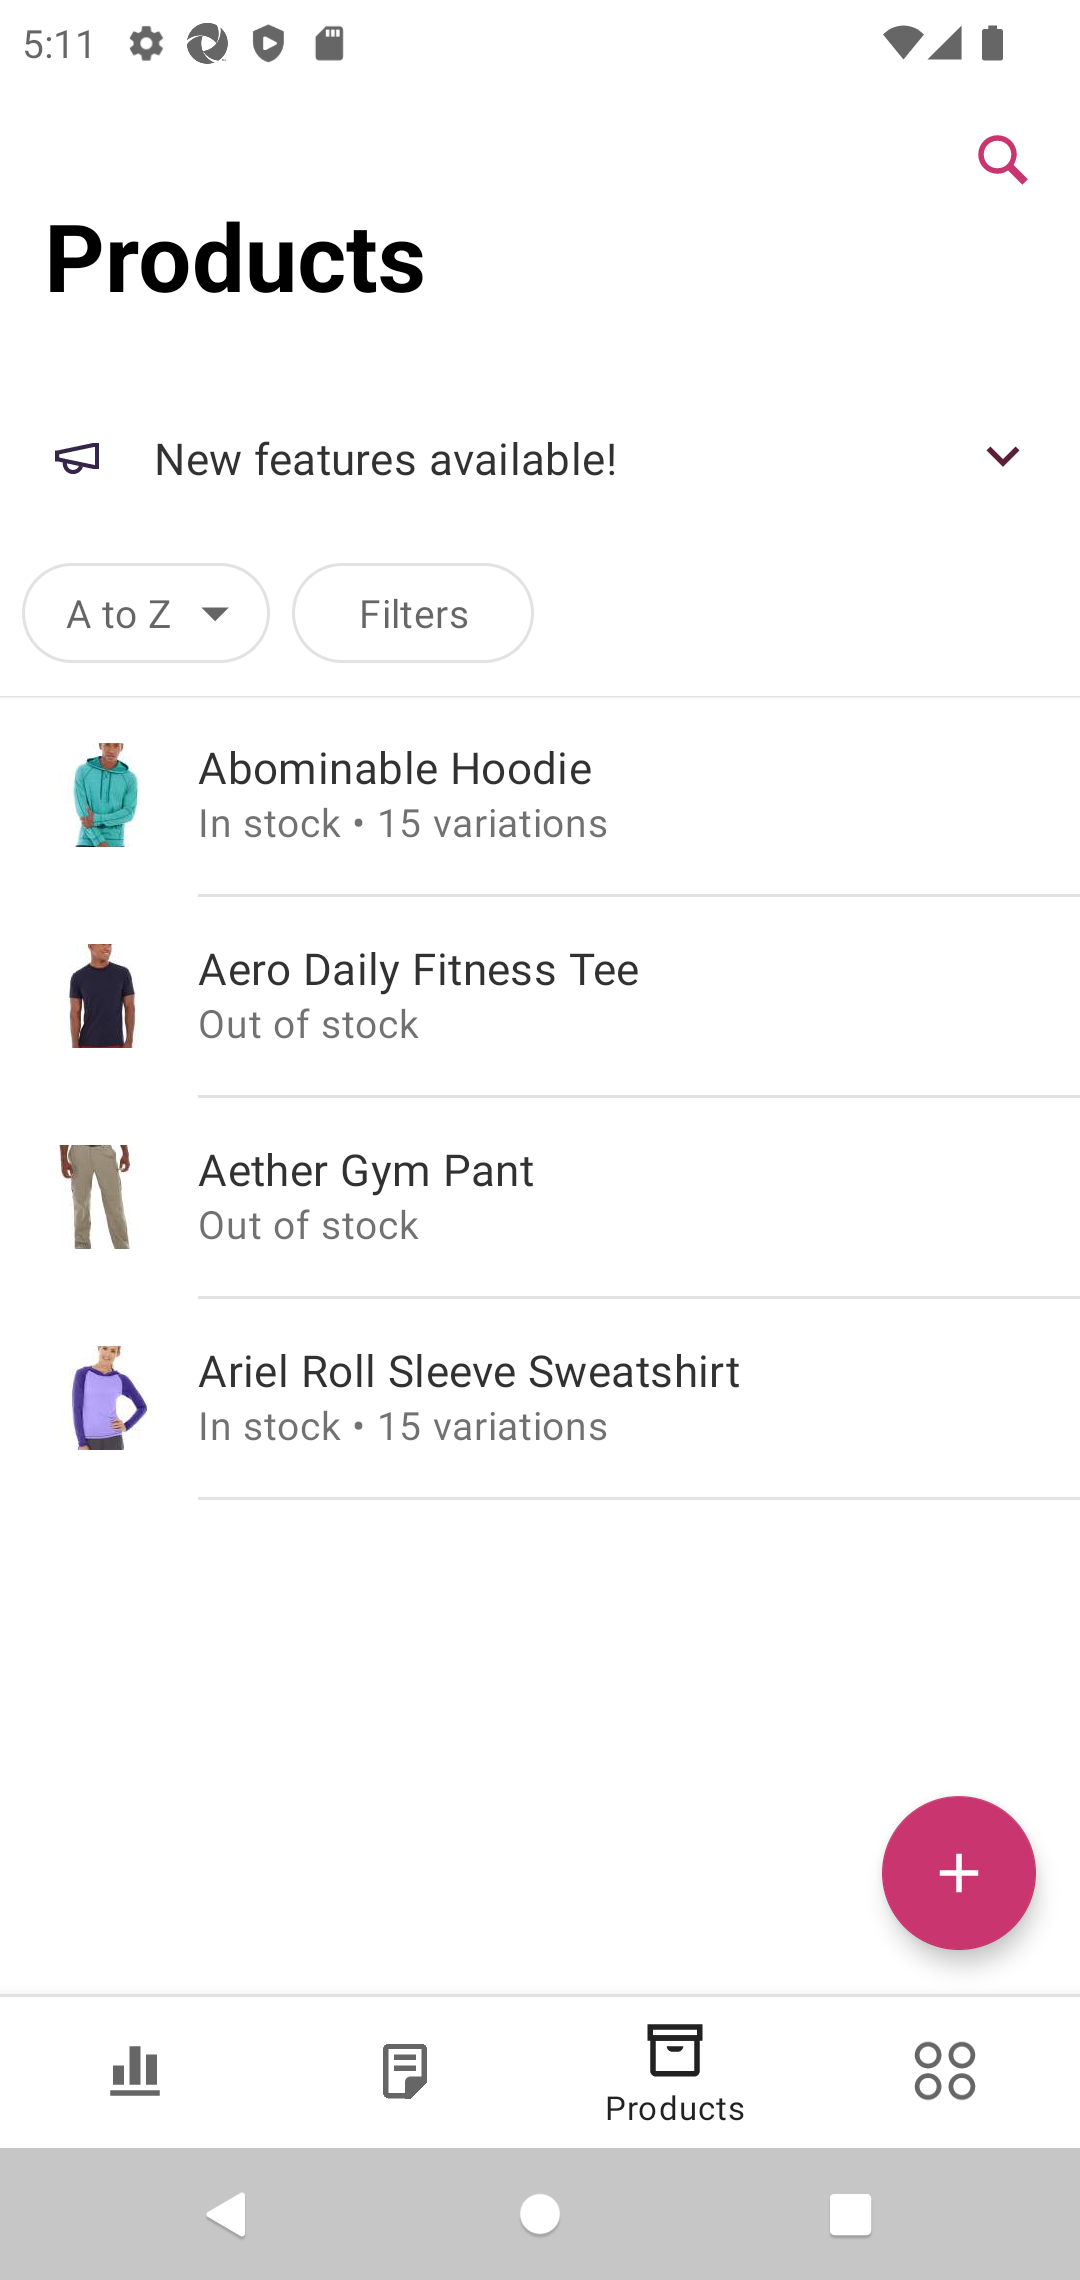 5:11
Products
New features available!
A to Z
Filters
Abominable Hoodie
In stock • 15 variations
Aero Daily Fitness Tee
Out of stock
Aether Gym Pant
Out of stock
Ariel Roll Sleeve Sweatshirt
In stock • 15 variations
Products